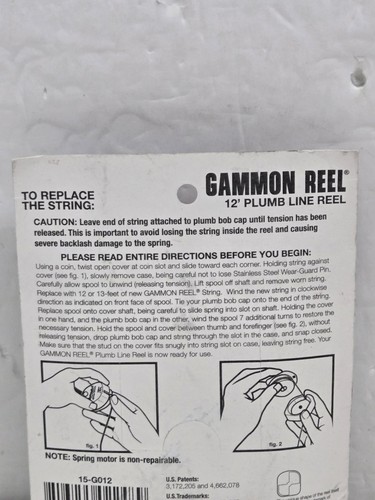 GAMMON REEL®
12' PLUMB LINE REEL
TO REPLACE
THE STRING:
CAUTION: Leave end of string attached to plumb bob cap until tension has been
released. This is important to avoid losing the string inside the reel and causing
severe backlash damage to the spring.
PLEASE READ ENTIRE DIRECTIONS BEFORE YOU BEGIN:
Using a coin, twist open cover at coin slot and slide toward each corner. Holding string against
cover (see fig. 1), slowly remove case, being careful not to lose Stainless Steel Wear-Guard Pin.
Carefully allow spool to unwind (releasing tension). Lift spool off shaft and remove worn string.
Replace with 12 or 13-feet of new GAMMON REEL® String. Wind the new string in clockwise
direction as indicated on front face of spool. Tie your plumb bob cap onto the end of the string.
Replace spool onto cover shaft, being careful to slide spring into slot on shaft. Holding the cover
in one hand, and the plumb bob cap in the other, wind the spool 7 additional turns to restore the
necessary tension. Hold the spool and cover between thumb and forefinger (see fig. 2), without
releasing tension, drop plumb bob cap and string through the slot in the case, and snap closed.
Make sure that the stud on the cover fits snugly into string slot on case, leaving string free. Your
GAMMON REEL® Plumb Line Reel is now ready for use.
fig. 1
fig. 2
NOTE: Spring motor is non-repairable.
15-G012
U.S. Patents:
3,172,205 and 4,662,078
U.S. Trademarks: